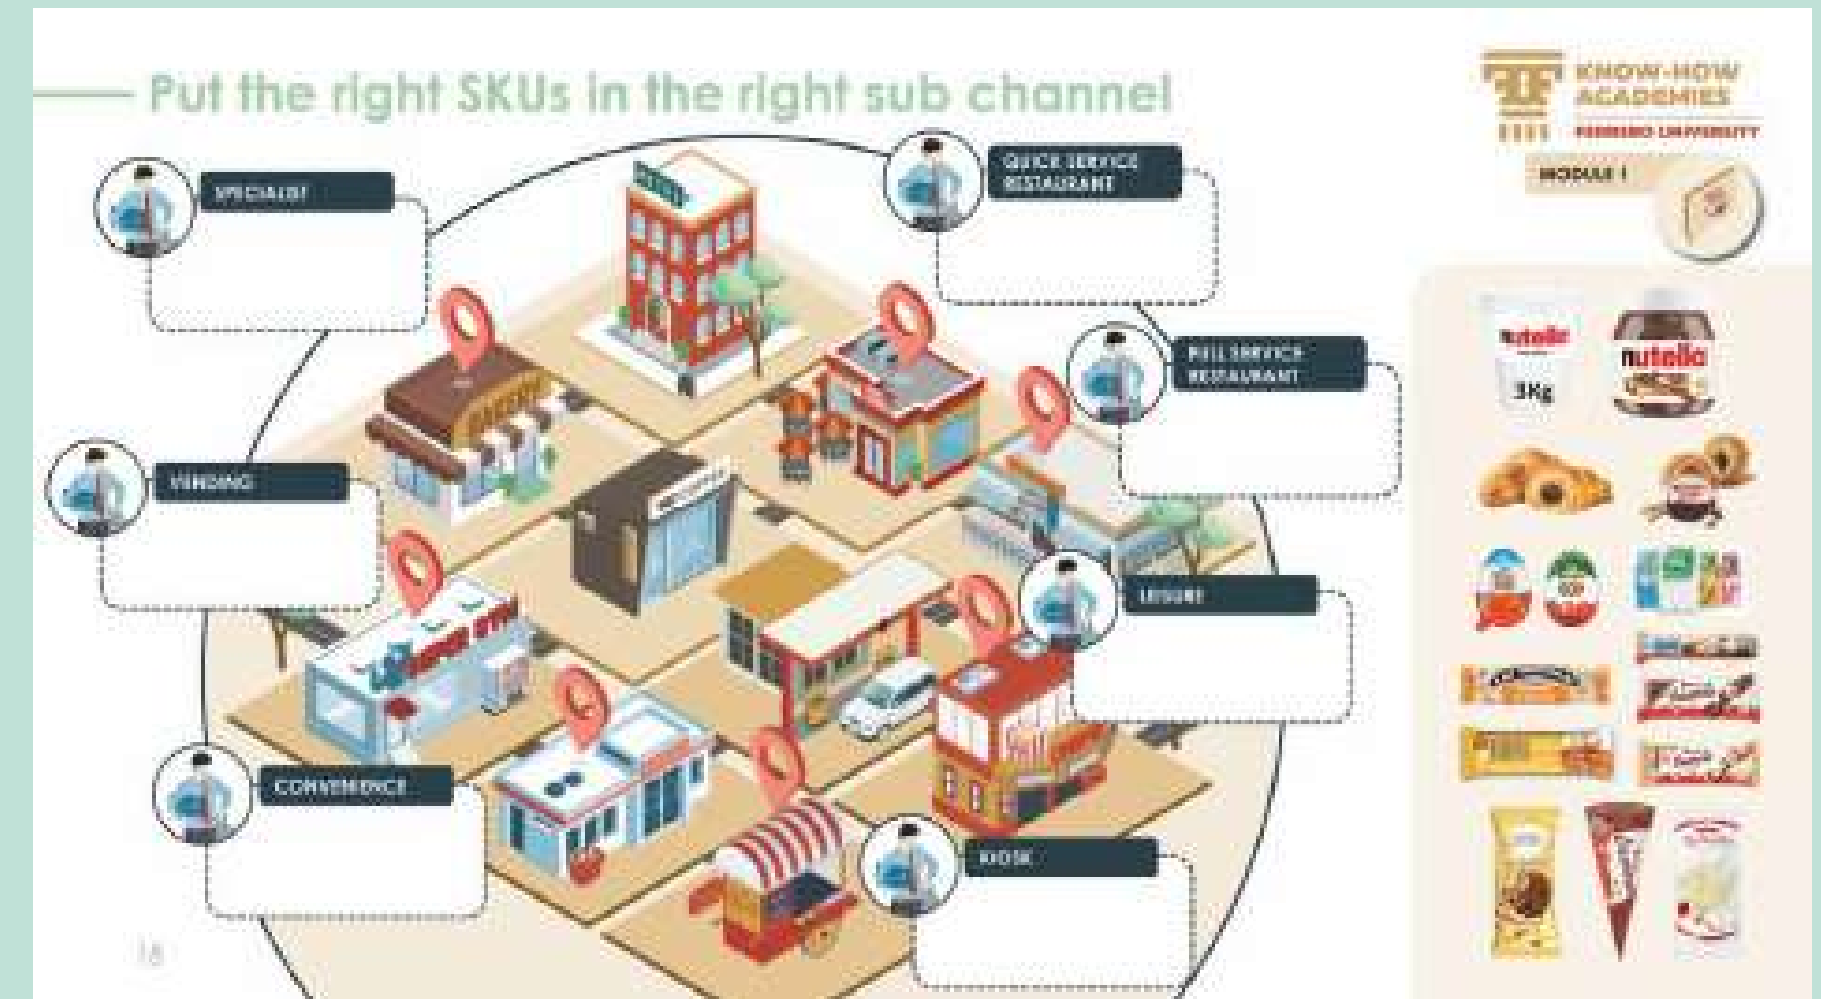 Put the right SKUs in the right sub channel
KNOW-HOW
ACADEMIES
FERRERO UNIVERSITY
MODULE 1
SPECIALIST
QUICK SERVICE
RESTAURANT
FULL SERVICE
RESTAURANT
VENDING
LEISURE
CONVENIENCE
KIOSK
nutella
3Kg
nutella
18